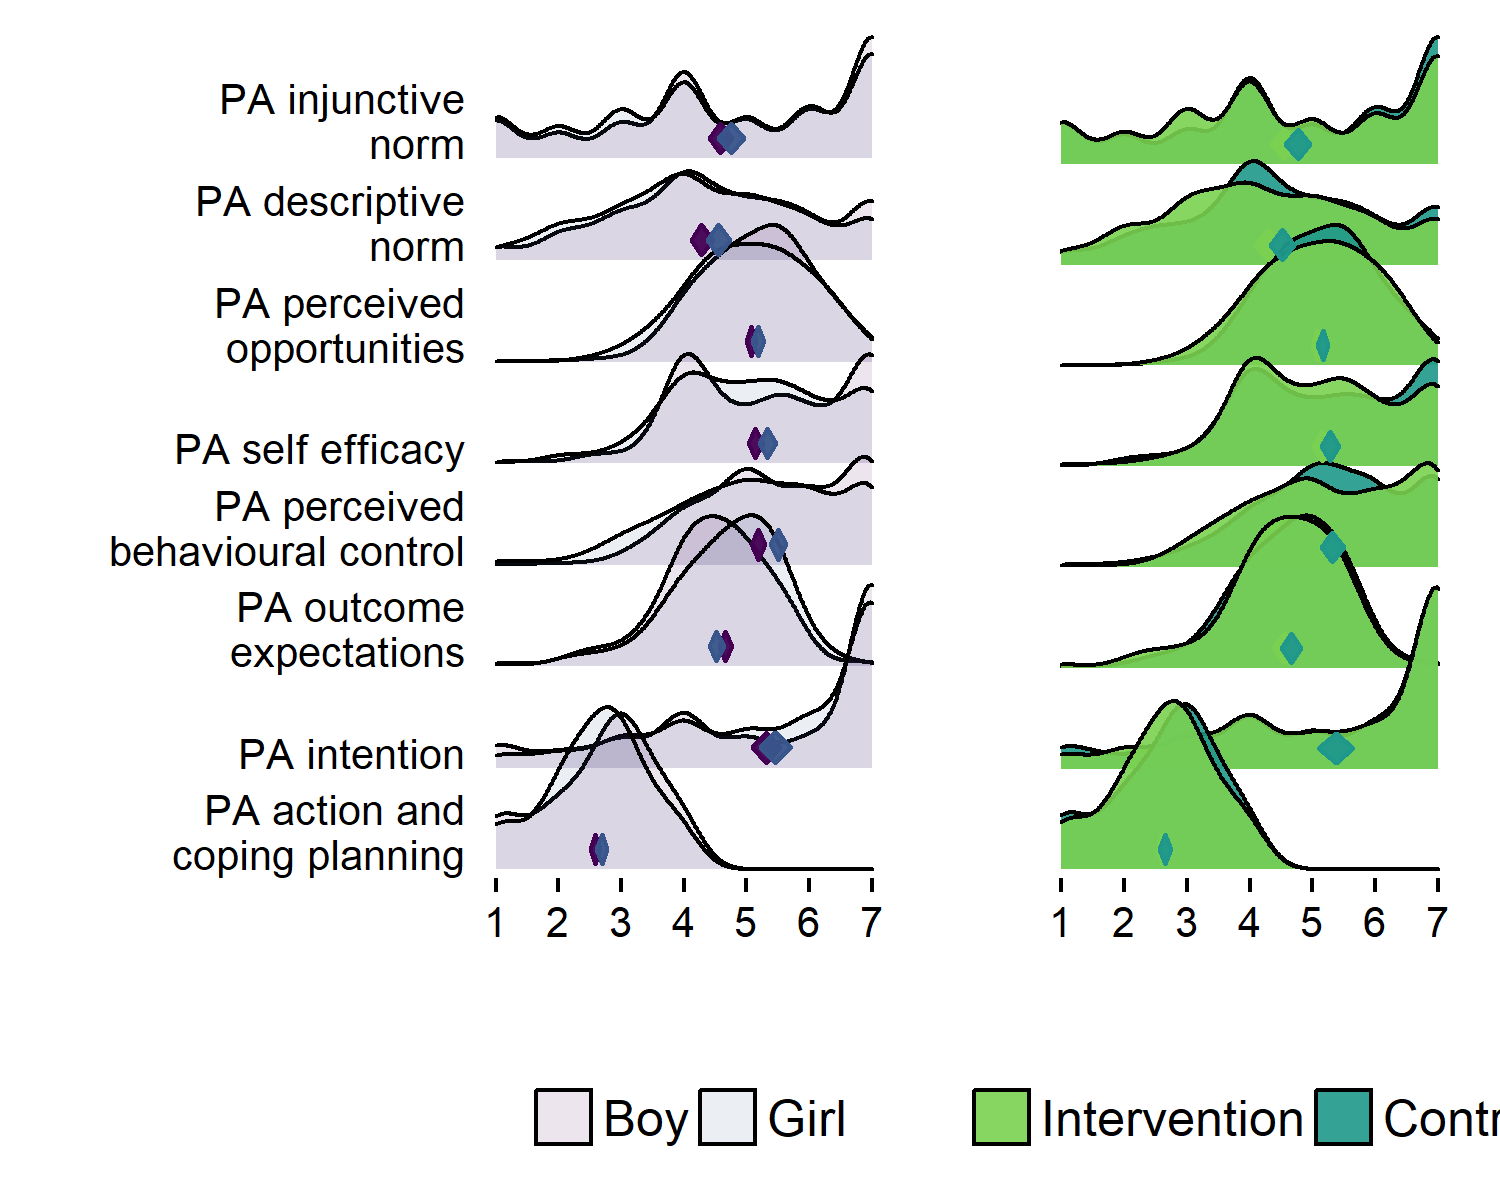 PA injunctive
norm
PA descriptive
norm
PA perceived
opportunities
PA self efficacy
PA perceived
behavioural control
PA outcome
expectations
PA intention
PA action and
coping planning
1 2 3 4 5 6 7
1 2 3 4 5 6 7
Boy Girl
Intervention Contr